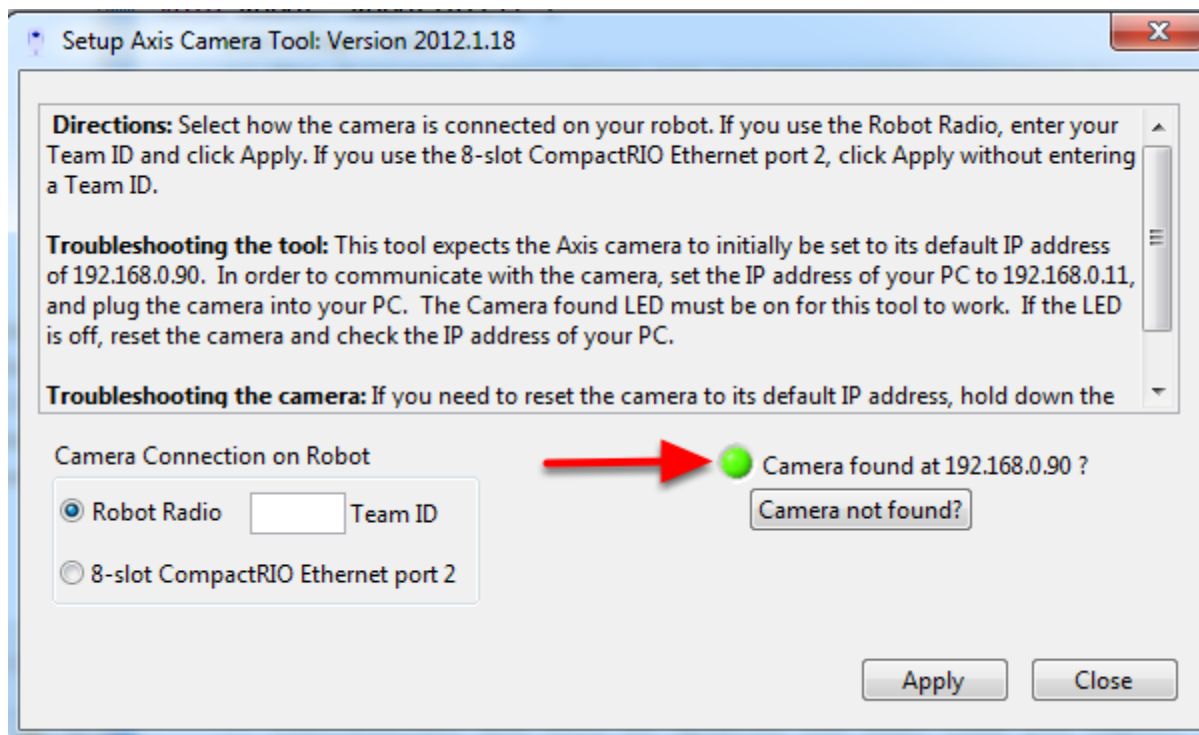 Setup Axis Camera Tool: Version 2012.1.18
Directions: Select how the camera is connected on your robot. If you use the Robot Radio, enter your
Team ID and click Apply. If you use the 8-slot CompactRIO Ethernet port 2, click Apply without entering
a Team ID.
Troubleshooting the tool: This tool expects the Axis camera to initially be set to its default IP address
of 192.168.0.90.  In order to communicate with the camera, set the IP address of your PC to 192.168.0.11,
and plug the camera into your PC.  The Camera found LED must be on for this tool to work.  If the LED
is off, reset the camera and check the IP address of your PC.
Troubleshooting the camera: If you need to reset the camera to its default IP address, hold down the
Camera Connection on Robot
Camera found at 192.168.0.90 ?
Robot Radio
Team ID
Camera not found?
8-slot CompactRIO Ethernet port 2
Apply
Close